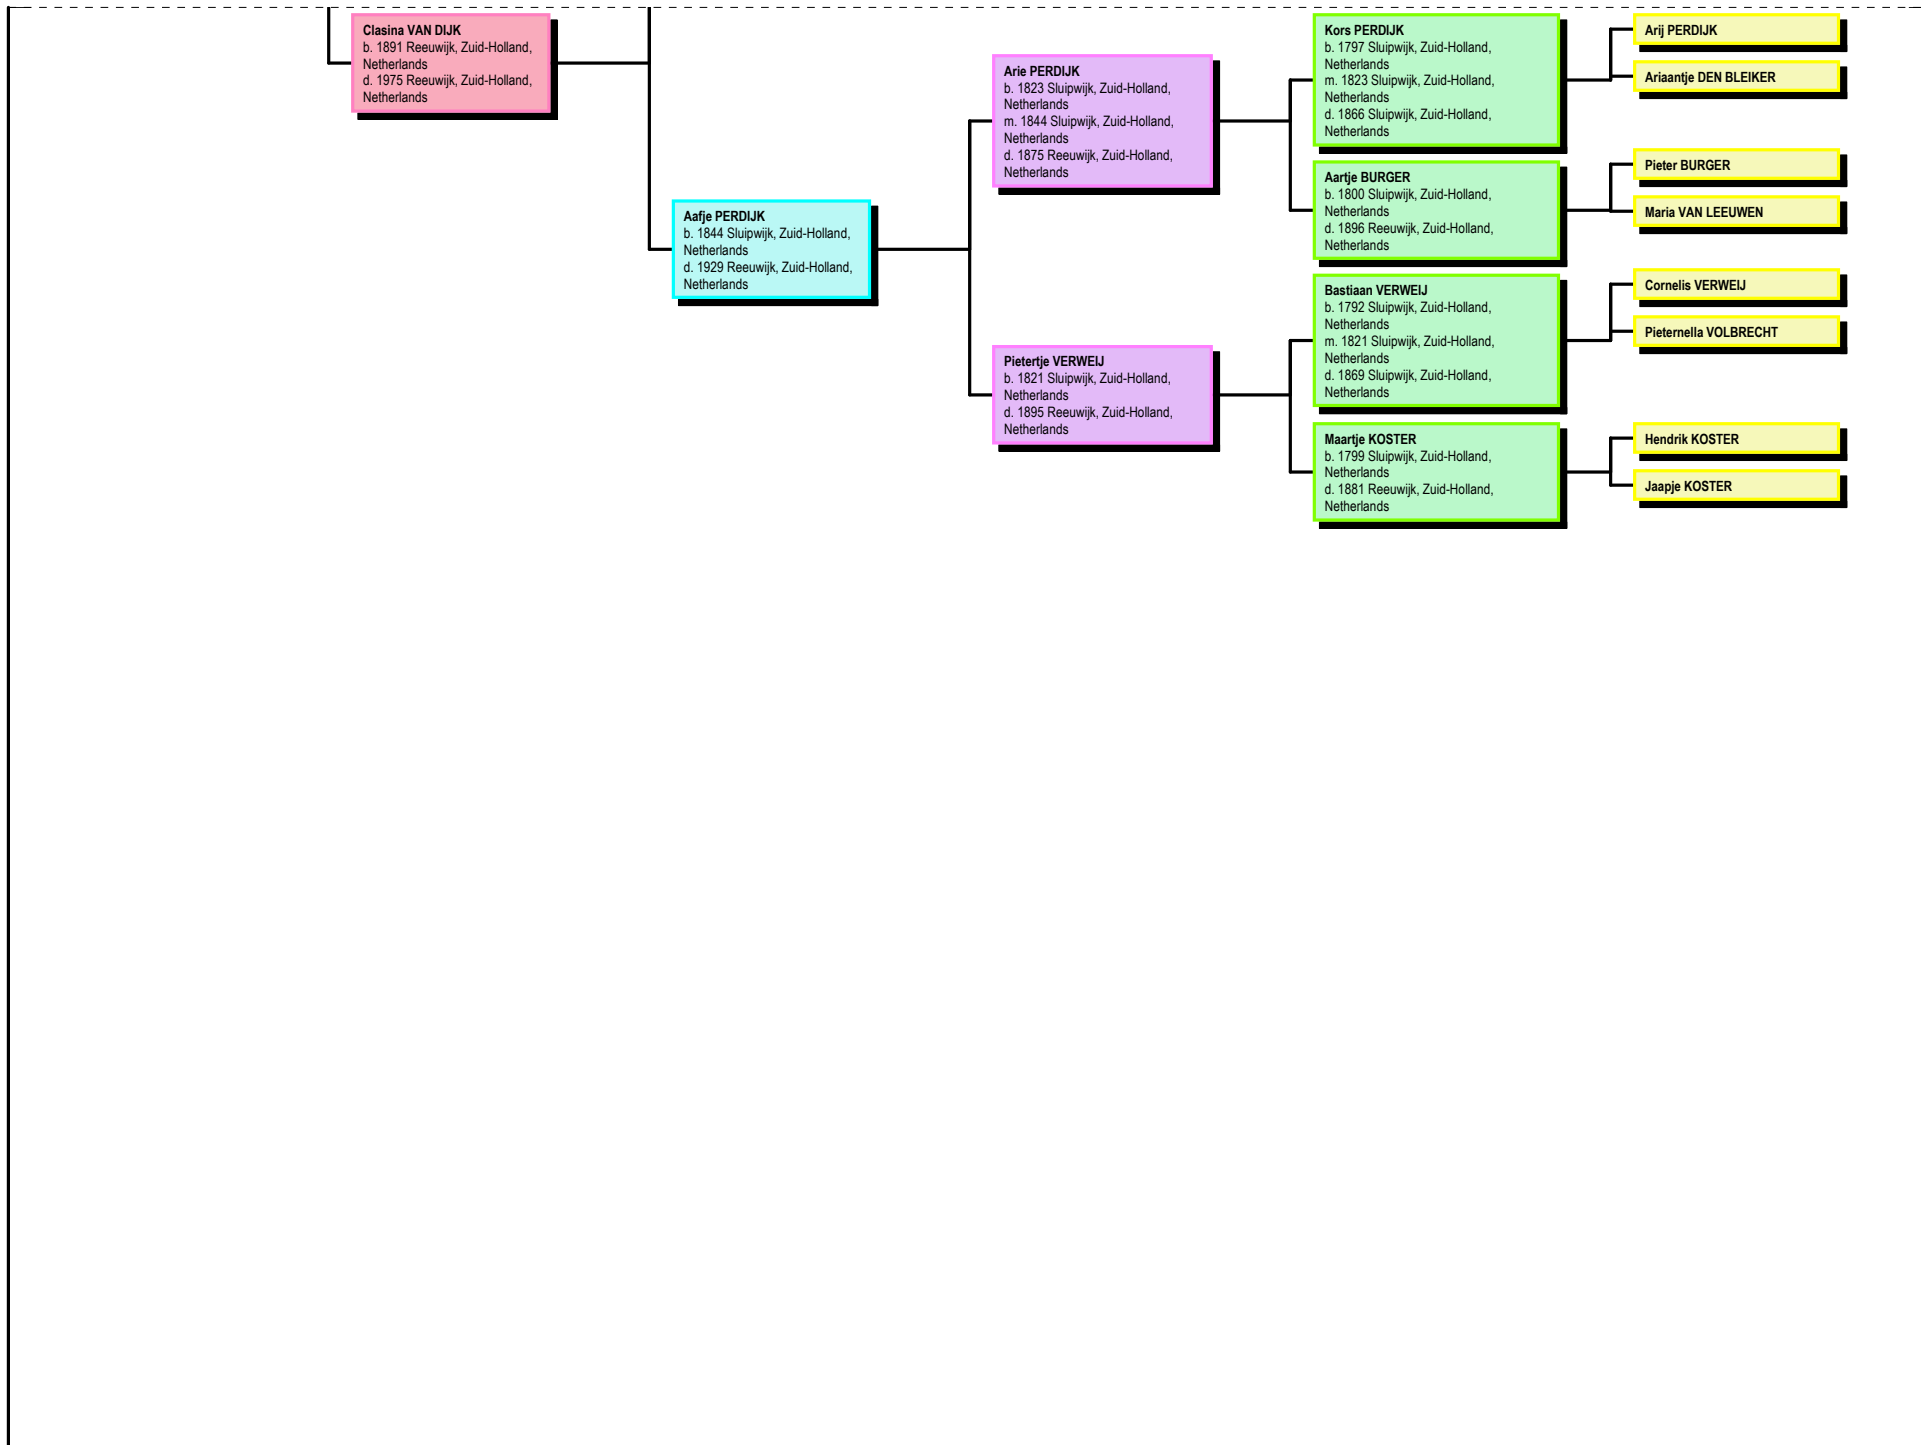 Clasina VAN DIJK
b. 1891 Reeuwijk, Zuid-Holland,
Netherlands
d. 1975 Reeuwijk, Zuid-Holland,
Netherlands
Aafje PERDIJK
b. 1844 Sluipwijk, Zuid-Holland,
Netherlands
d. 1929 Reeuwijk, Zuid-Holland,
Netherlands
Arie PERDIJK
b. 1823 Sluipwijk, Zuid-Holland,
Netherlands
m. 1844 Sluipwijk, Zuid-Holland,
Netherlands
d. 1875 Reeuwijk, Zuid-Holland,
Netherlands
Pietertje VERWEIJ
b. 1821 Sluipwijk, Zuid-Holland,
Netherlands
d. 1895 Reeuwijk, Zuid-Holland,
Netherlands
Kors PERDIJK
b. 1797 Sluipwijk, Zuid-Holland,
Netherlands
m. 1823 Sluipwijk, Zuid-Holland,
Netherlands
d. 1866 Sluipwijk, Zuid-Holland,
Netherlands
Aartje BURGER
b. 1800 Sluipwijk, Zuid-Holland,
Netherlands
d. 1896 Reeuwijk, Zuid-Holland,
Netherlands
Bastiaan VERWEIJ
b. 1792 Sluipwijk, Zuid-Holland,
Netherlands
m. 1821 Sluipwijk, Zuid-Holland,
Netherlands
d. 1869 Sluipwijk, Zuid-Holland,
Netherlands
Maartje KOSTER
b. 1799 Sluipwijk, Zuid-Holland,
Netherlands
d. 1881 Reeuwijk, Zuid-Holland,
Netherlands
Arij PERDIJK
Ariaantje DEN BLEIKER
Pieter BURGER
Maria VAN LEEUWEN
Cornelis VERWEIJ
Pieternella VOLBRECHT
Hendrik KOSTER
Jaapje KOSTER